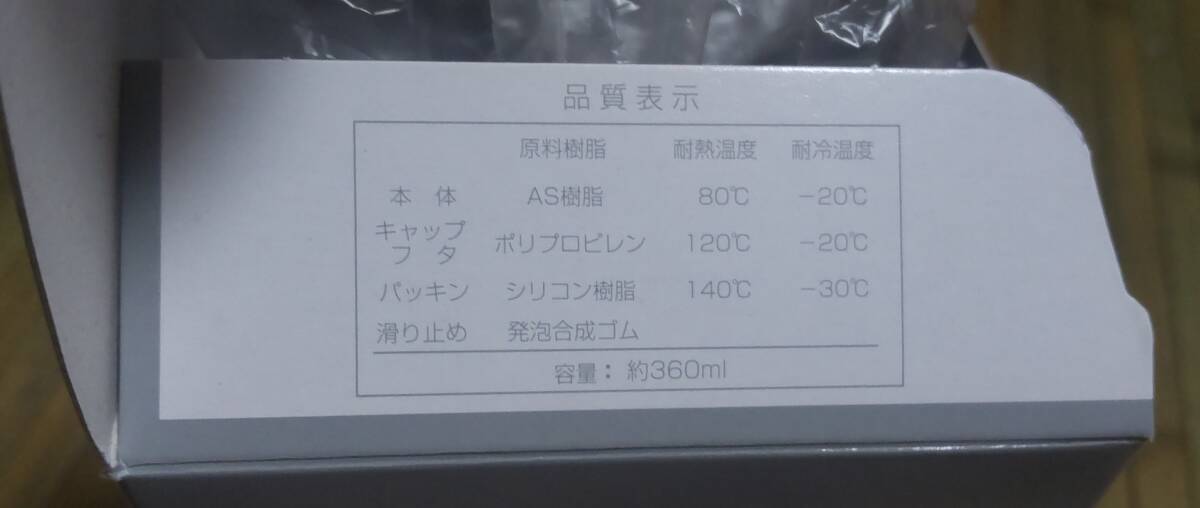 品質表示
原料樹脂 耐熱温度 耐冷温度
本 体 AS樹脂 80℃ −20℃
キャップ
フ タ ポリプロピレン 120℃ −20℃
パッキン シリコン樹脂 140℃ −30℃
滑り止め 発泡合成ゴム
容量：約360ml